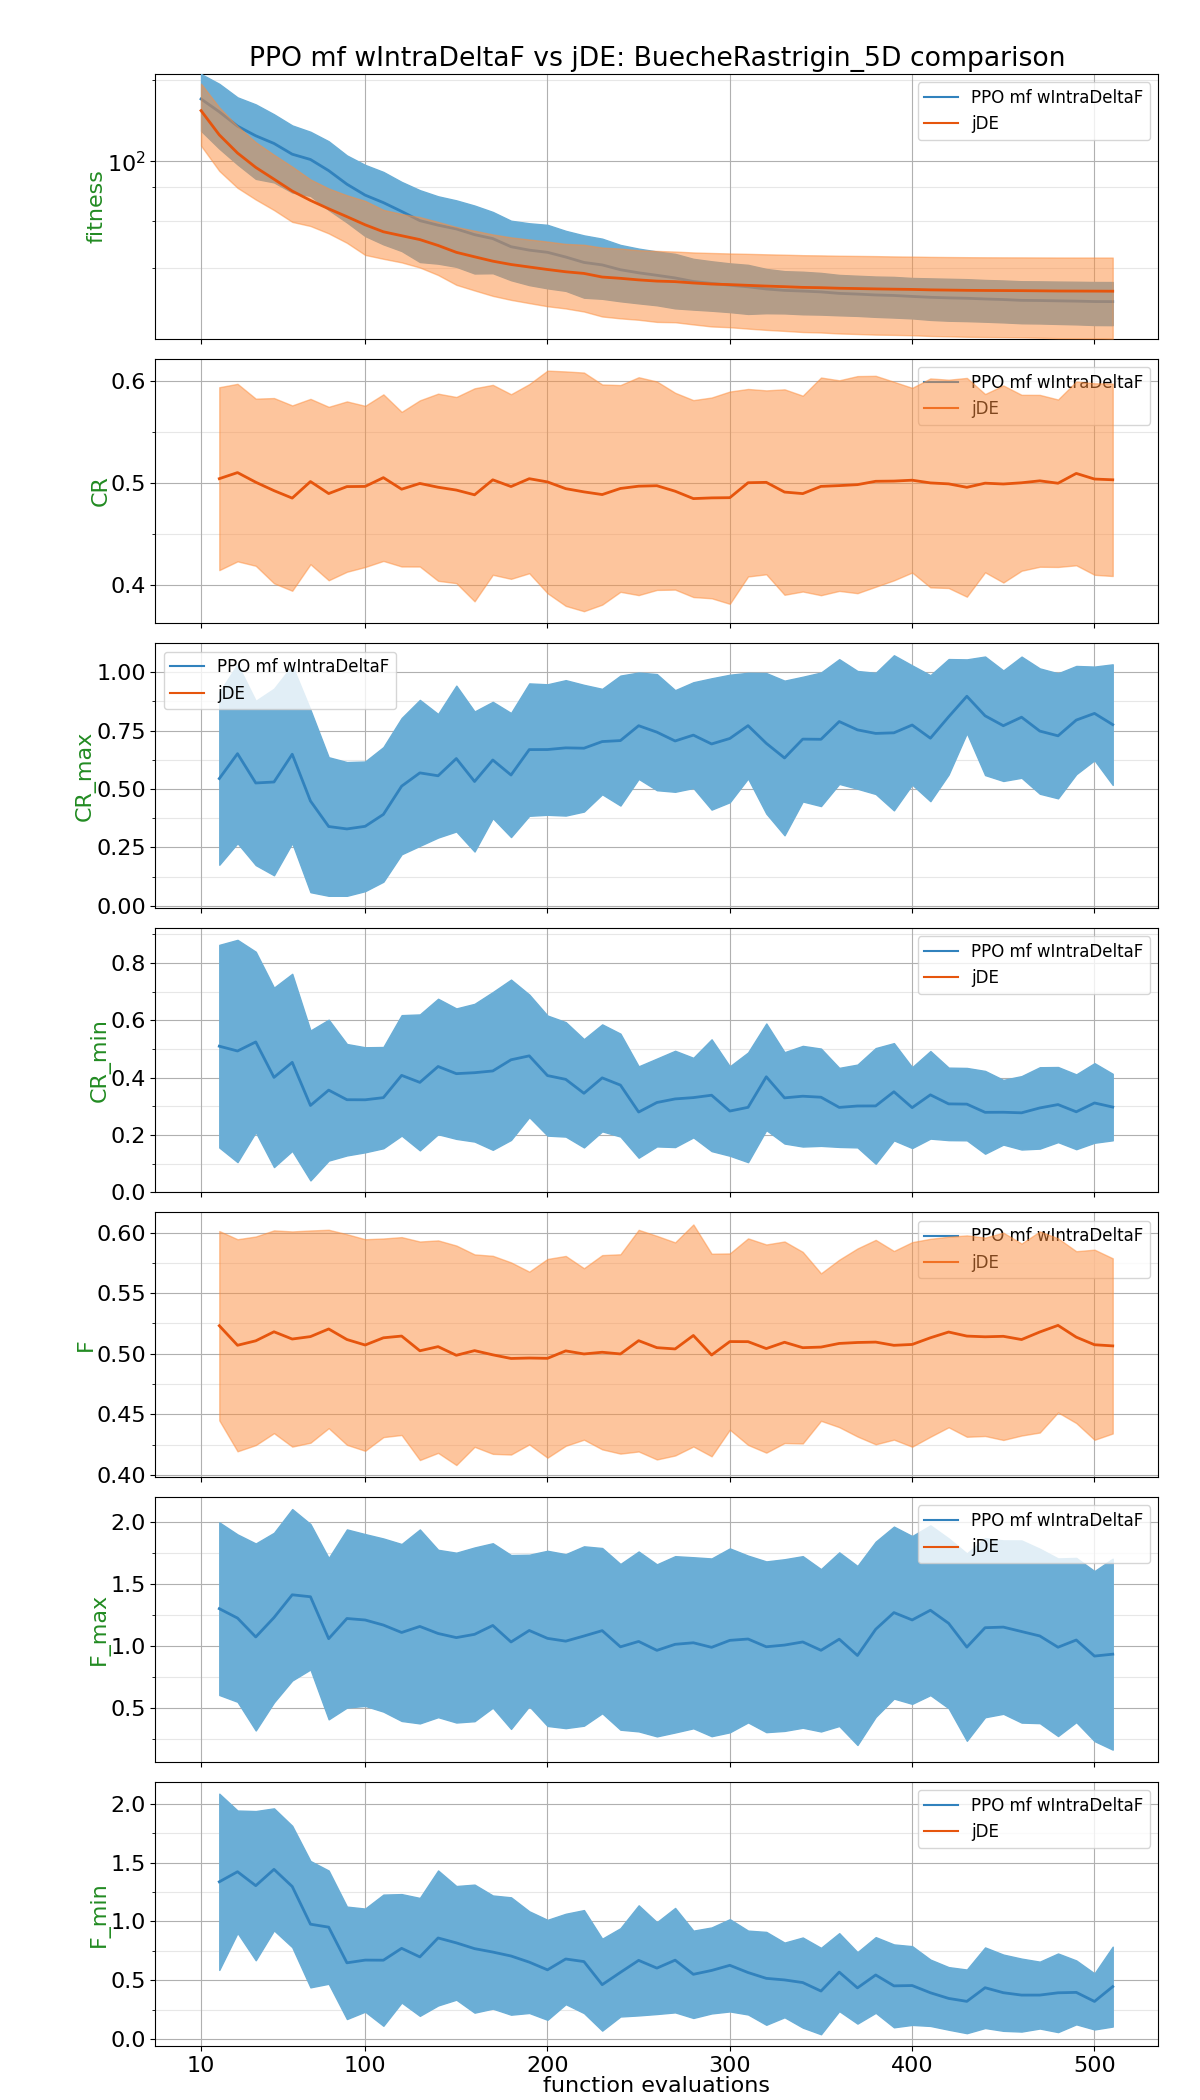 PPO mf wIntraDeltaF vs jDE: BuecheRastrigin_5D comparison
PPO mf wIntraDeltaF
jDE
10²
fitness
PPO mf wIntraDeltaF
jDE
0.6
0.5
0.4
CR
PPO mf wIntraDeltaF
jDE
1.00
0.75
0.50
0.25
0.00
CR_max
PPO mf wIntraDeltaF
jDE
0.8
0.6
0.4
0.2
0.0
CR_min
PPO mf wIntraDeltaF
jDE
0.60
0.55
0.50
0.45
0.40
F
PPO mf wIntraDeltaF
jDE
2.0
1.5
1.0
0.5
F_max
PPO mf wIntraDeltaF
jDE
2.0
1.5
1.0
0.5
0.0
F_min
10 100 200 300 400 500
function evaluations